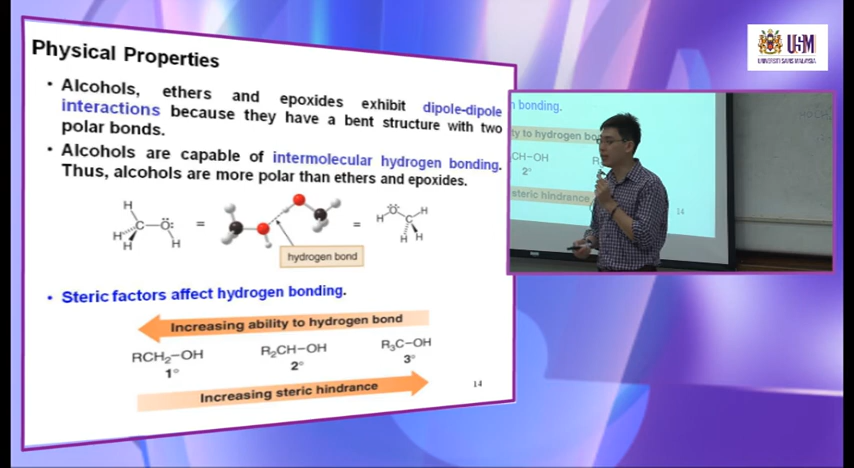 Physical Properties
• Alcohols, ethers and epoxides exhibit dipole-dipole
interactions because they have a bent structure with two
polar bonds.
• Alcohols are capable of intermolecular hydrogen bonding.
Thus, alcohols are more polar than ethers and epoxides.
H
H C Ö:
H H
=
=
H Ö H
C
H H
hydrogen bond
• Steric factors affect hydrogen bonding.
Increasing ability to hydrogen bond
RCH₂–OH R₂CH–OH R₃C–OH
1° 2° 3°
Increasing steric hindrance
14
USM
UNIVERSITI SAINS MALAYSIA
n bonding.
ty to hydrogen bo
CH–OH R
2°
steric hindrance
14